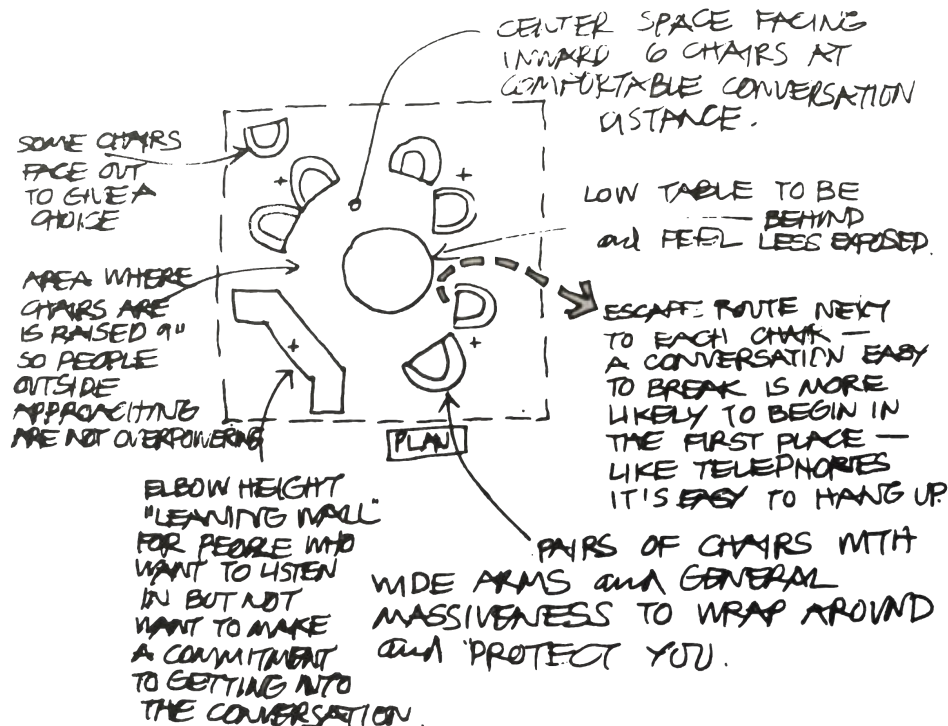 CENTER SPACE FACING
INWARD 6 CHAIRS AT
COMFORTABLE CONVERSATION
DISTANCE.
SOME CHAIRS
FACE OUT
TO GIVE A
CHOICE
LOW TABLE TO BE
BEHIND
and FEEL LESS EXPOSED.
AREA WHERE
CHAIRS ARE
IS RAISED 9"
SO PEOPLE
OUTSIDE
APPROACHING
ARE NOT OVERPOWERING
ESCAPE ROUTE NEXT
TO EACH CHAIR —
A CONVERSATION EASY
TO BREAK IS MORE
LIKELY TO BEGIN IN
THE FIRST PLACE —
LIKE TELEPHONES
IT'S EASY TO HANG UP.
PLAN
ELBOW HEIGHT
"LEANING WALL"
FOR PEOPLE WHO
WANT TO LISTEN
IN BUT NOT
WANT TO MAKE
A COMMITMENT
TO GETTING INTO
THE CONVERSATION.
PAIRS OF CHAIRS WITH
WIDE ARMS and GENERAL
MASSIVENESS TO WRAP AROUND
and PROTECT YOU.